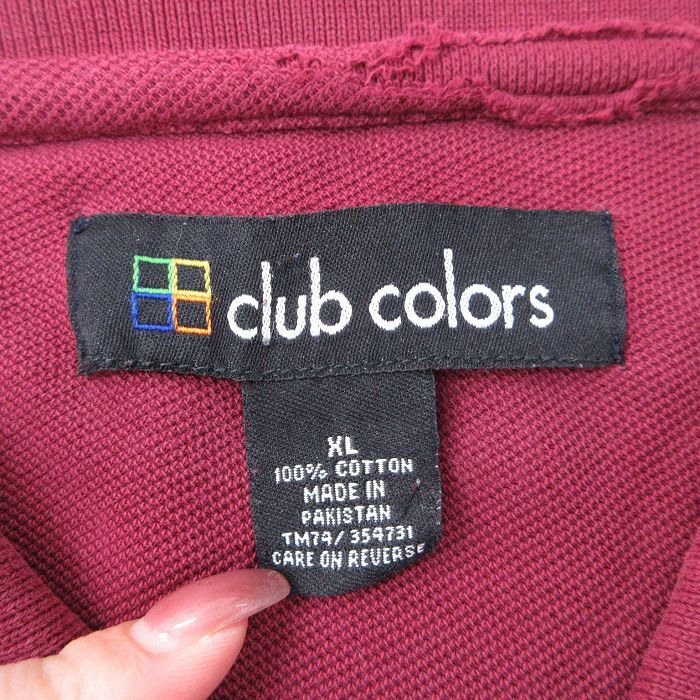 club colors
XL
100% COTTON
MADE IN
PAKISTAN
TM74/354731
CARE ON REVERSE